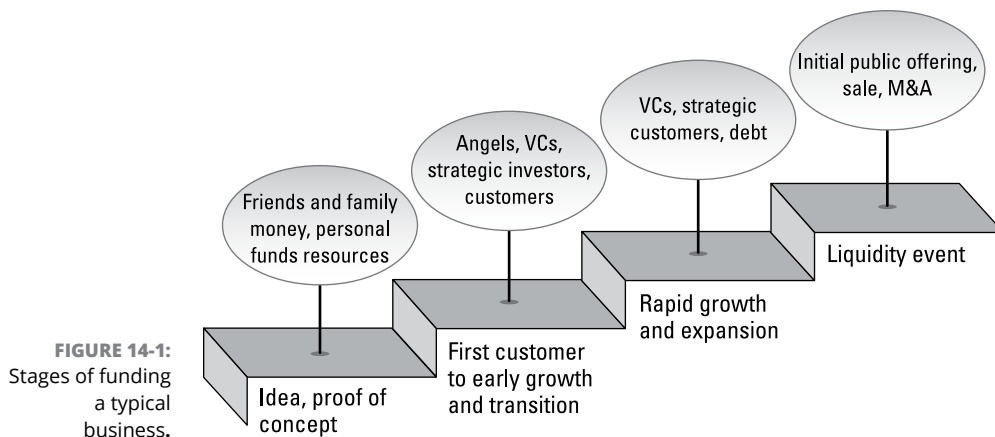 Initial public offering,
sale, M&A
VCs, strategic
customers, debt
Angels, VCs,
strategic investors,
customers
Friends and family
money, personal
funds resources
Liquidity event
Rapid growth
and expansion
First customer
to early growth
and transition
Idea, proof of
concept
FIGURE 14-1:
Stages of funding
a typical
business.